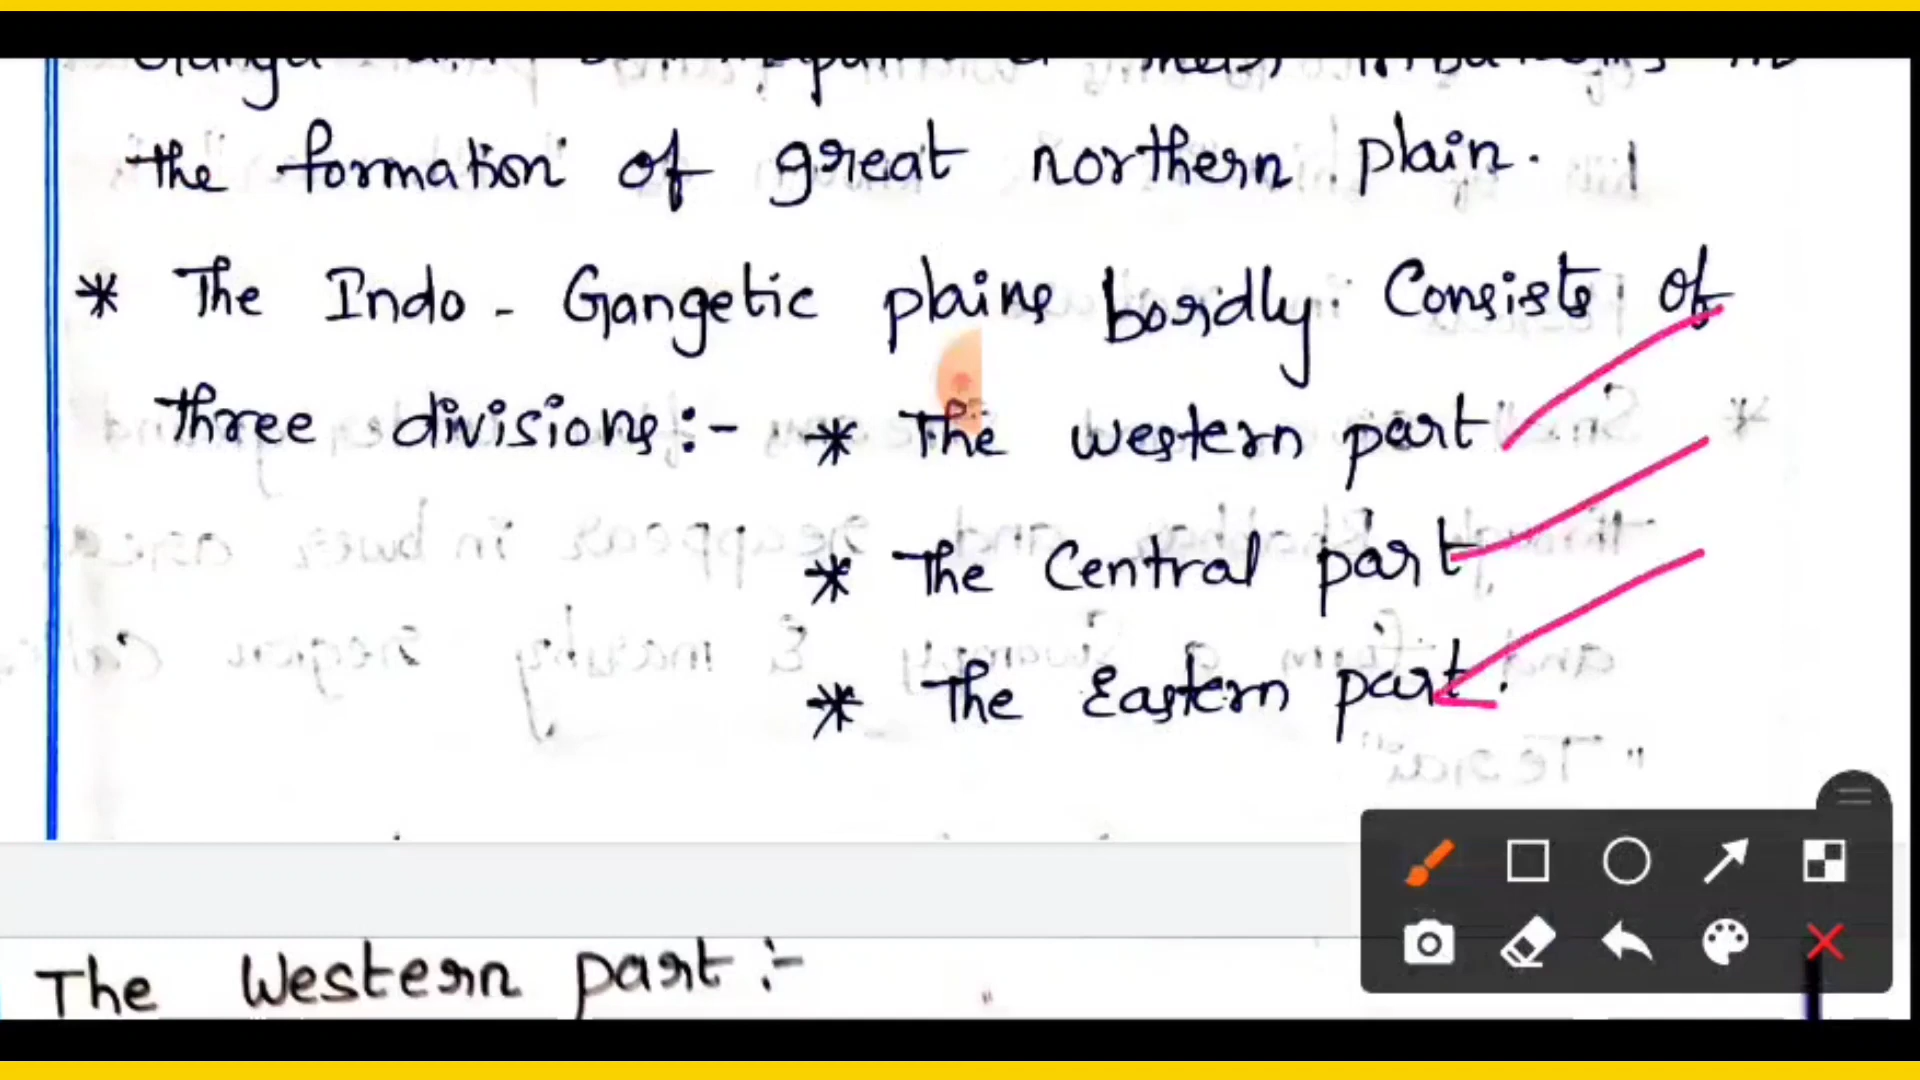 the formation of great northern plain.
* The Indo - Gangetic plains bordly Consists of
three divisions:- * The western part
* The Central part
* The Eastern part.
The Western part :-